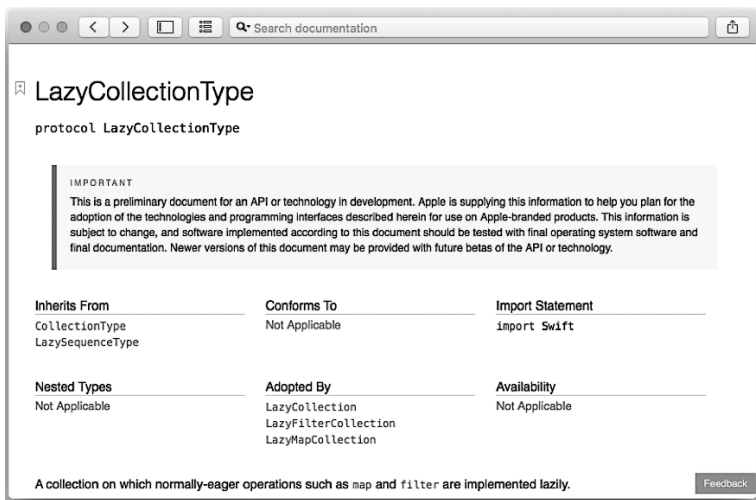 Search documentation
LazyCollectionType
protocol LazyCollectionType
IMPORTANT
This is a preliminary document for an API or technology in development. Apple is supplying this information to help you plan for the
adoption of the technologies and programming interfaces described herein for use on Apple-branded products. This information is
subject to change, and software implemented according to this document should be tested with final operating system software and
final documentation. Newer versions of this document may be provided with future betas of the API or technology.
Inherits From
CollectionType
LazySequenceType
Conforms To
Not Applicable
Import Statement
import Swift
Nested Types
Not Applicable
Adopted By
LazyCollection
LazyFilterCollection
LazyMapCollection
Availability
Not Applicable
A collection on which normally-eager operations such as map and filter are implemented lazily.
Feedback